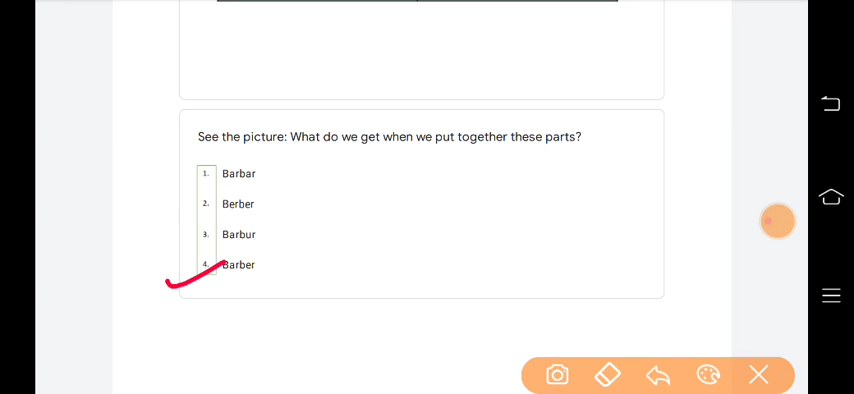 See the picture: What do we get when we put together these parts?
1. Barbar
2. Berber
3. Barbur
4. Barber